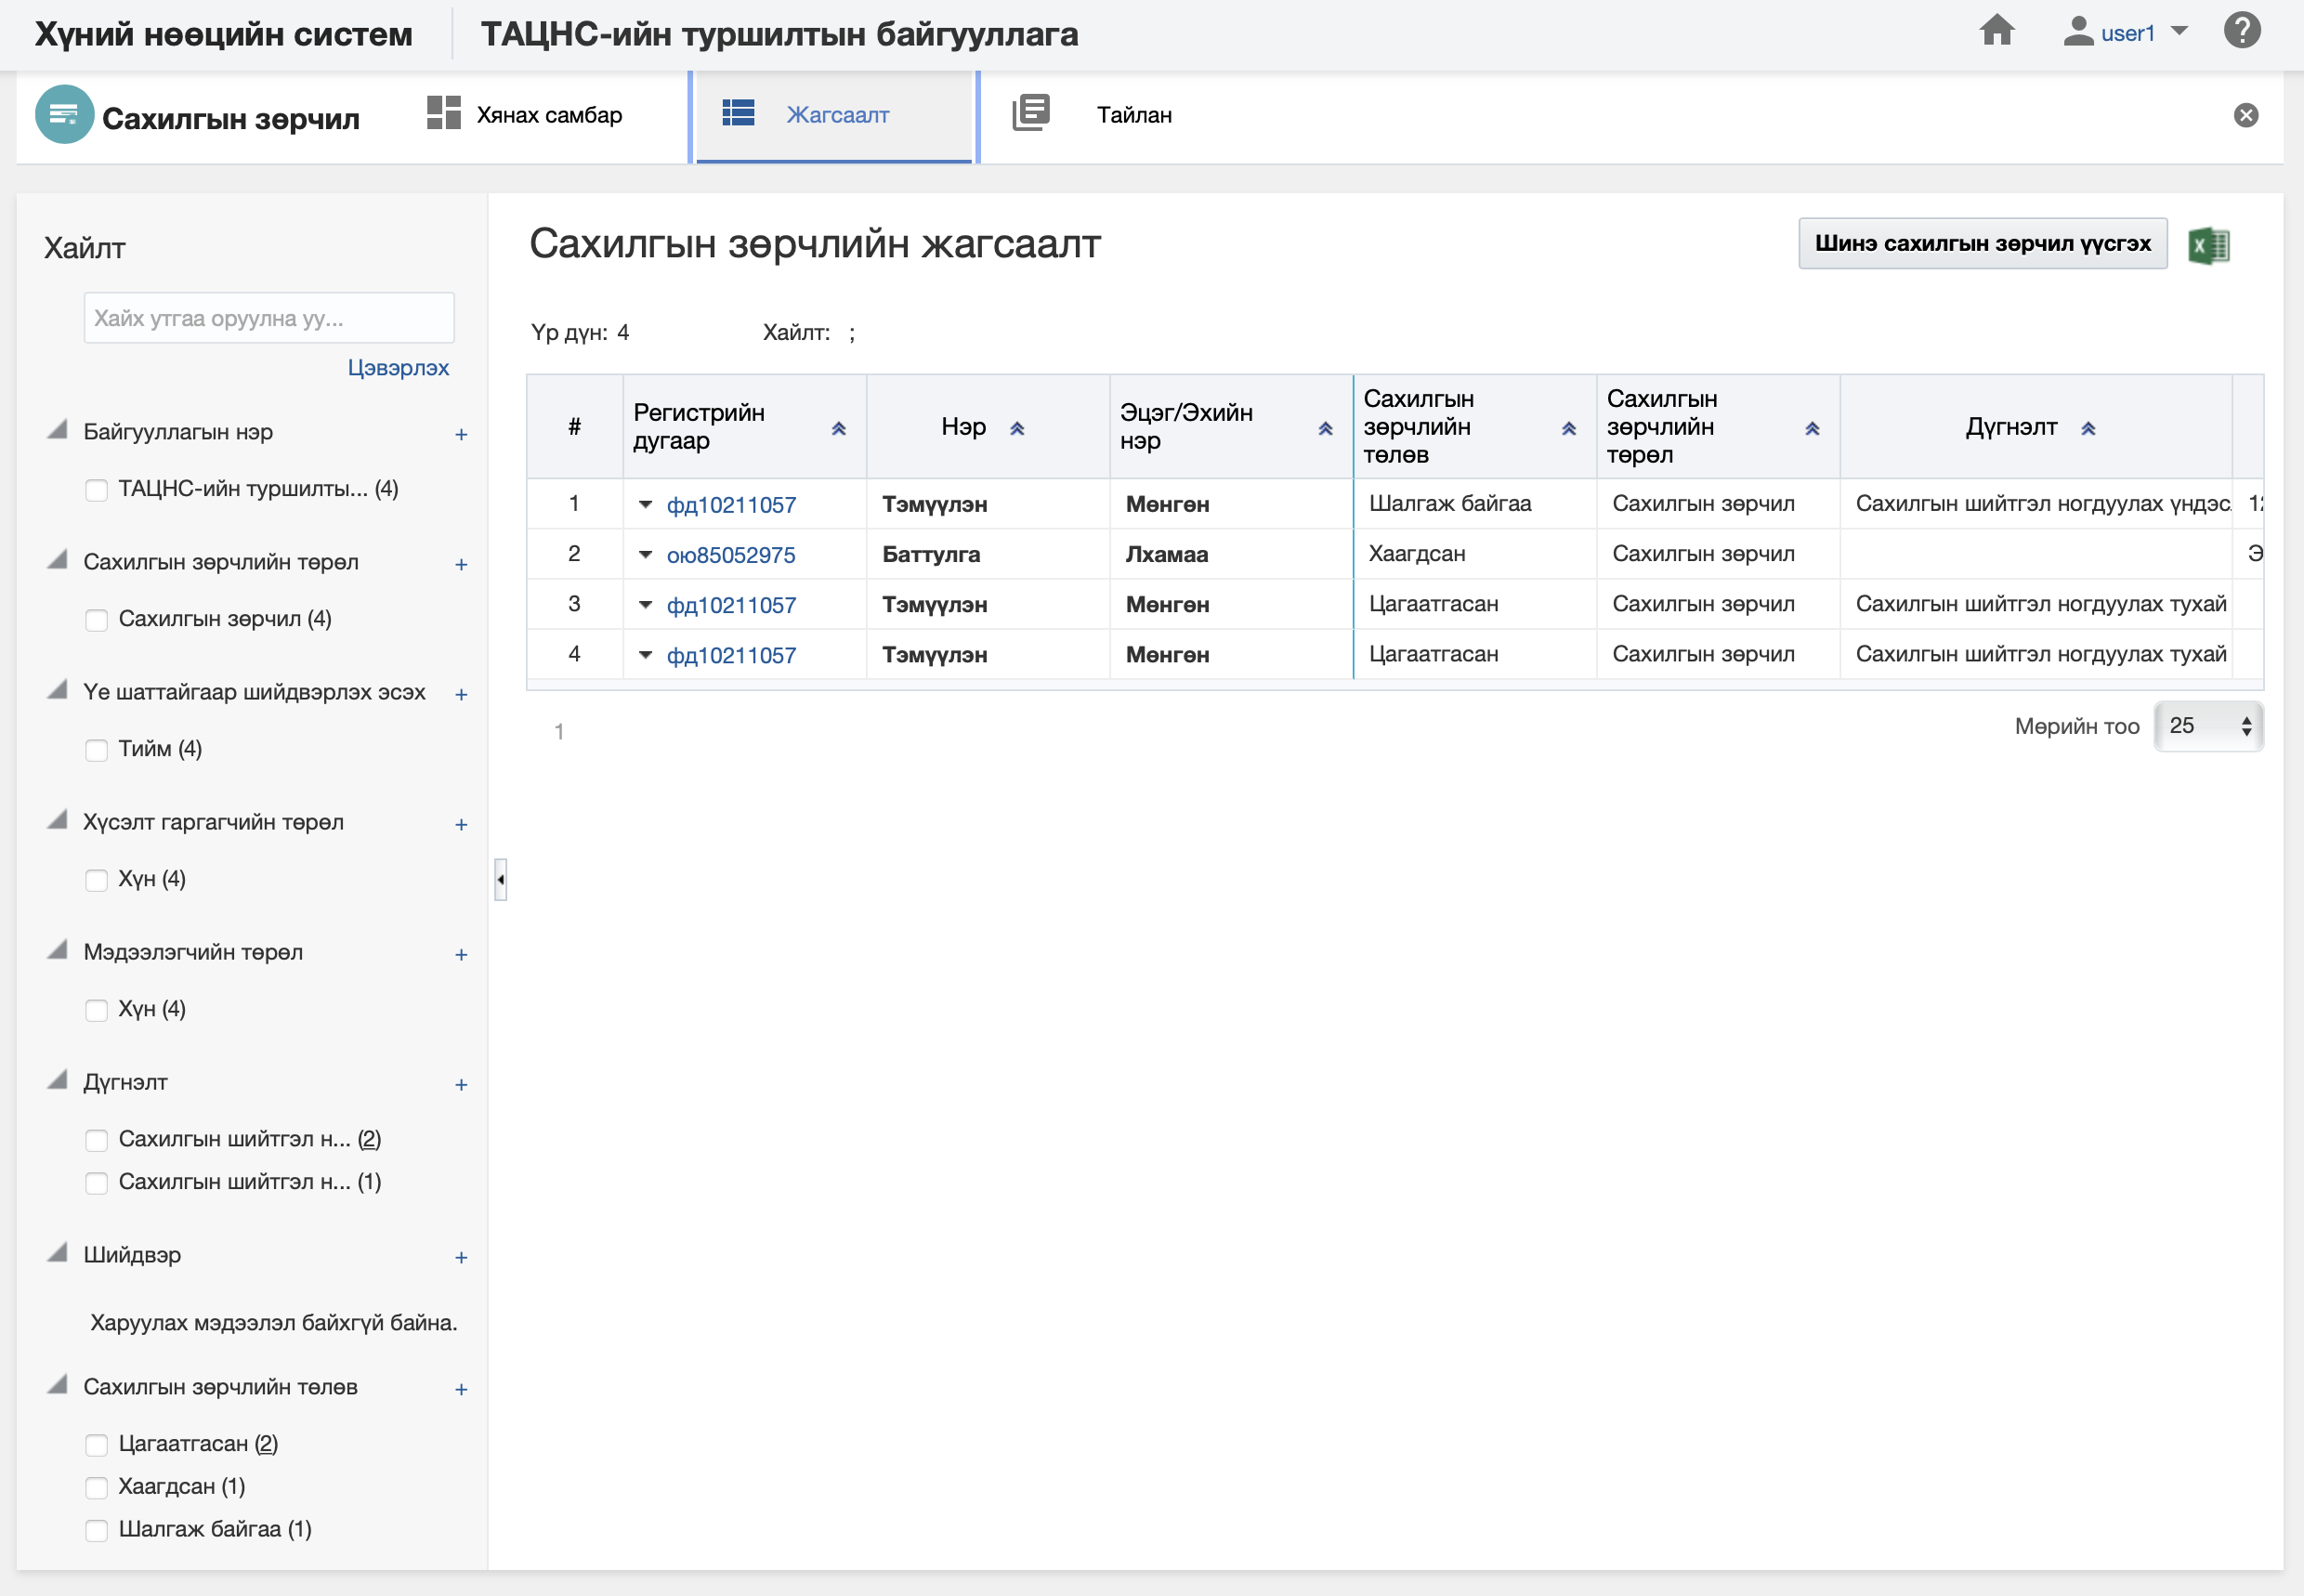 Хүний нөөцийн систем
ТАЦНС-ийн туршилтын байгууллага
user1
Сахилгын зөрчил
Хянах самбар
Жагсаалт
Тайлан
Хайлт
Хайх утгаа оруулна уу...
Цэвэрлэх
Байгууллагын нэр +
ТАЦНС-ийн туршилты... (4)
Сахилгын зөрчлийн төрөл +
Сахилгын зөрчил (4)
Үе шаттайгаар шийдвэрлэх эсэх +
Тийм (4)
Хүсэлт гаргагчийн төрөл +
Хүн (4)
Мэдээлэгчийн төрөл +
Хүн (4)
Дүгнэлт +
Сахилгын шийтгэл н... (2)
Сахилгын шийтгэл н... (1)
Шийдвэр +
Харуулах мэдээлэл байхгүй байна.
Сахилгын зөрчлийн төлөв +
Цагаатгасан (2)
Хаагдсан (1)
Шалгаж байгаа (1)
Сахилгын зөрчлийн жагсаалт
Шинэ сахилгын зөрчил үүсгэх
Үр дүн: 4 Хайлт: ;
# Регистрийн дугаар Нэр Эцэг/Эхийн нэр Сахилгын зөрчлийн төлөв Сахилгын зөрчлийн төрөл Дүгнэлт
1 фд10211057 Тэмүүлэн Мөнгөн Шалгаж байгаа Сахилгын зөрчил Сахилгын шийтгэл ногдуулах үндэс.
2 ою85052975 Баттулга Лхамаа Хаагдсан Сахилгын зөрчил
3 фд10211057 Тэмүүлэн Мөнгөн Цагаатгасан Сахилгын зөрчил Сахилгын шийтгэл ногдуулах тухай
4 фд10211057 Тэмүүлэн Мөнгөн Цагаатгасан Сахилгын зөрчил Сахилгын шийтгэл ногдуулах тухай
1
Мөрийн тоо 25